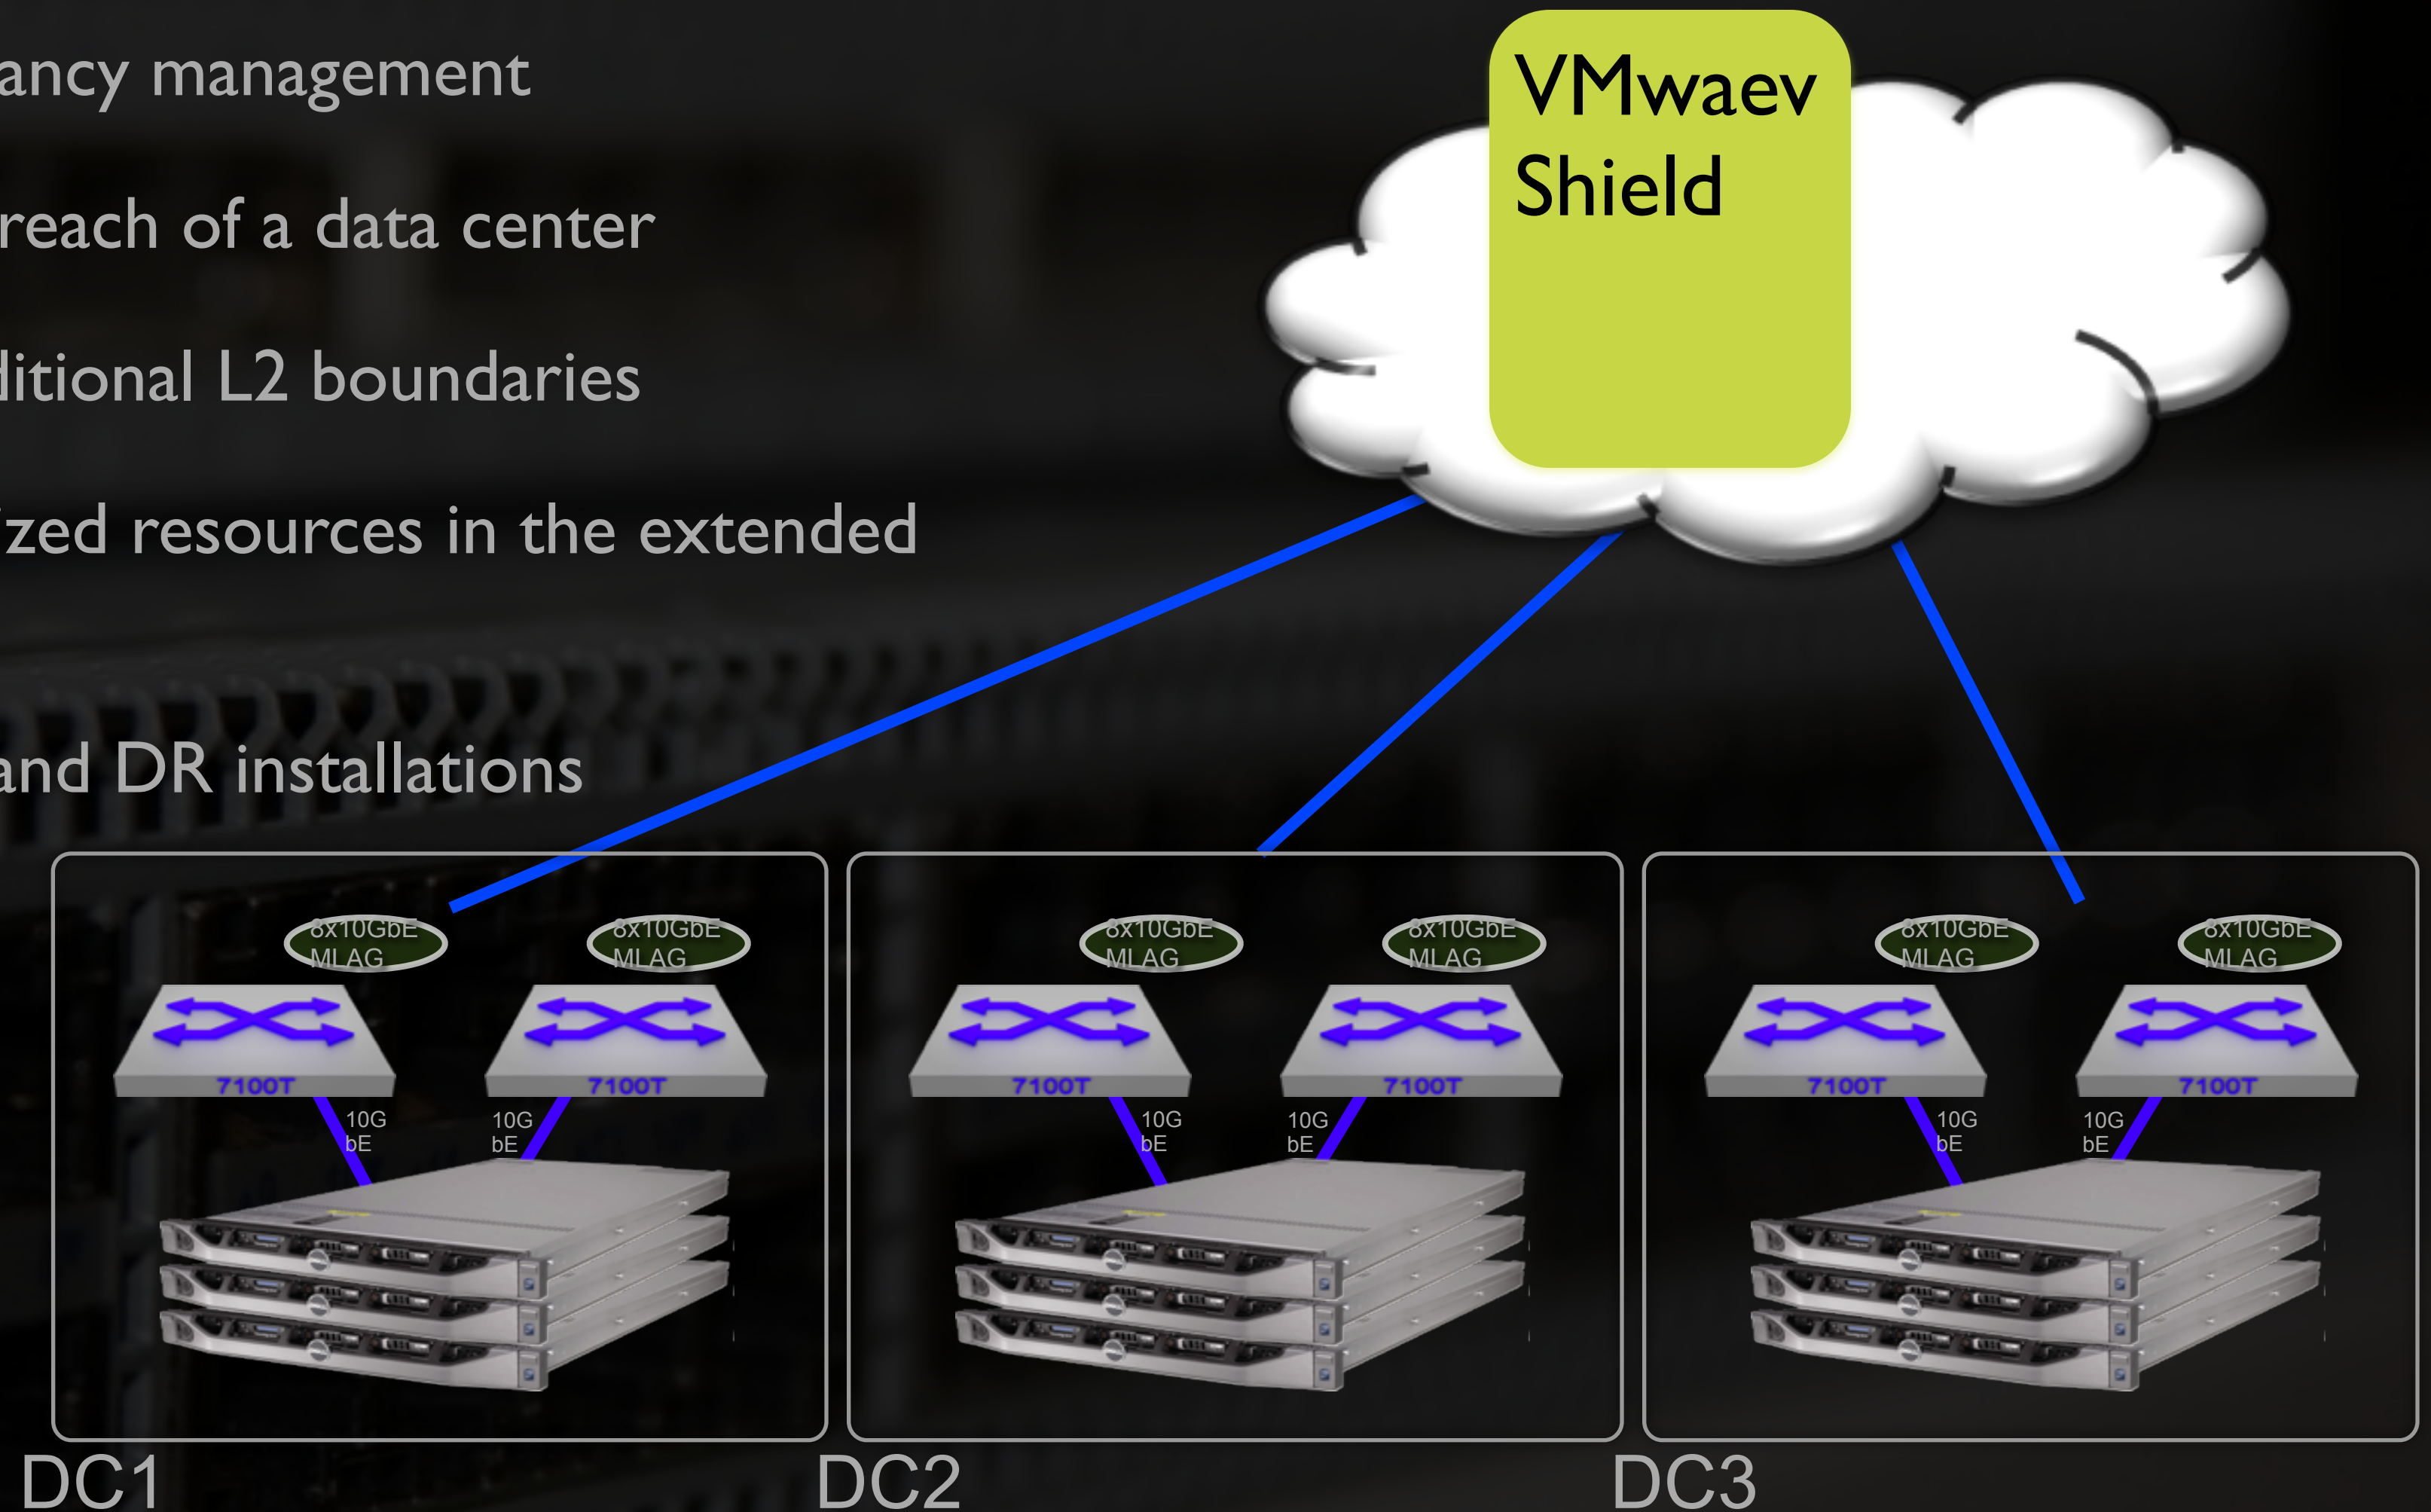 ancy management
reach of a data center
ditional L2 boundaries
ized resources in the extended
and DR installations
VMwaev
Shield
8x10GbE
MLAG
8x10GbE
MLAG
7100T
7100T
10G
bE
10G
bE
DC1
8x10GbE
MLAG
8x10GbE
MLAG
7100T
7100T
10G
bE
10G
bE
DC2
8x10GbE
MLAG
8x10GbE
MLAG
7100T
7100T
10G
bE
10G
bE
DC3